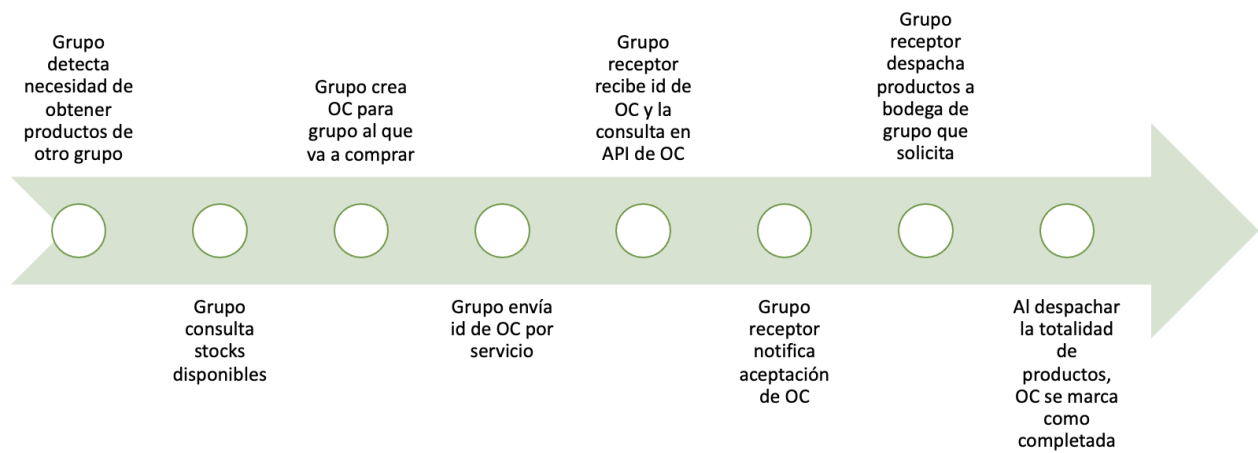 Grupo
detecta
necesidad de
obtener
productos de
otro grupo
Grupo
consulta
stocks
disponibles
Grupo crea
OC para
grupo al que
va a comprar
Grupo envía
id de OC por
servicio
Grupo
receptor
recibe id de
OC y la
consulta en
API de OC
Grupo
receptor
notifica
aceptación
de OC
Grupo
receptor
despacha
productos a
bodega de
grupo que
solicita
Al despachar
la totalidad
de
productos,
OC se marca
como
completada